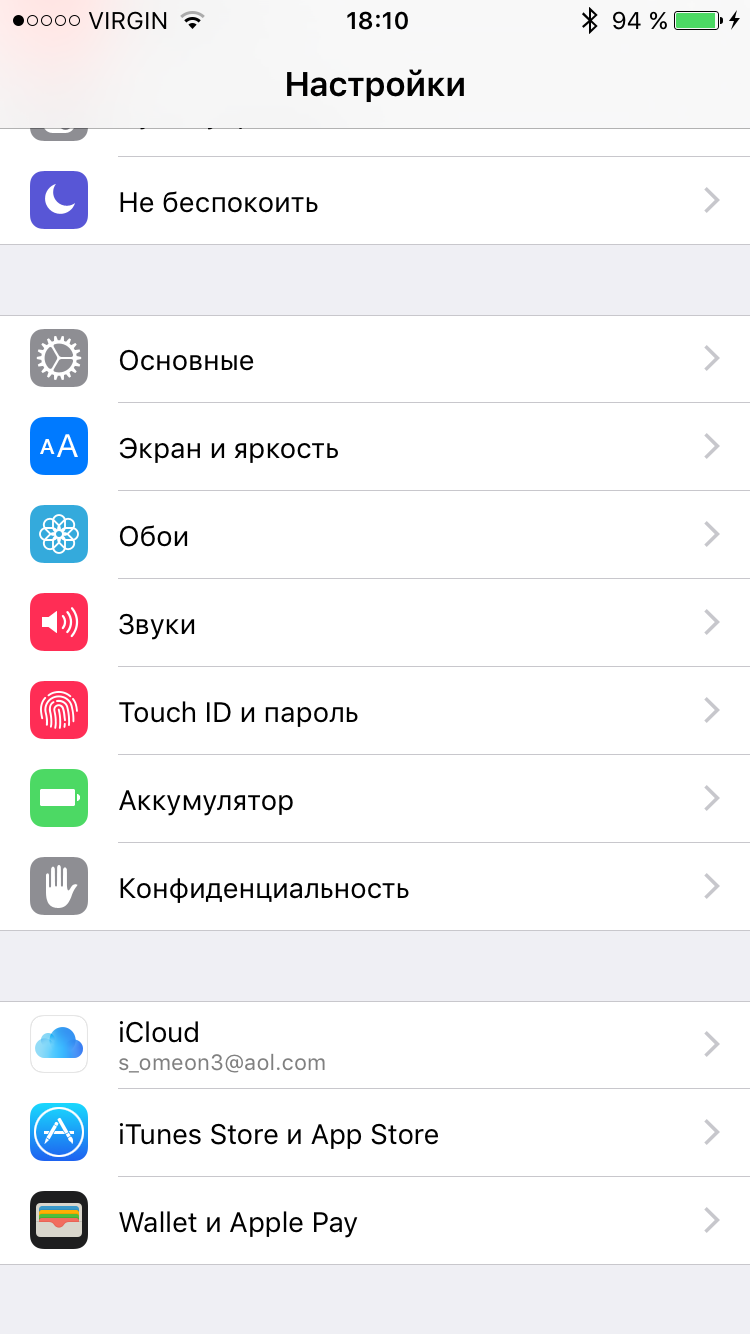 VIRGIN 18:10 94 %
Настройки
Не беспокоить
Основные
AA
Экран и яркость
Обои
Звуки
Touch ID и пароль
Аккумулятор
Конфиденциальность
iCloud
s_omeon3@aol.com
iTunes Store и App Store
Wallet и Apple Pay